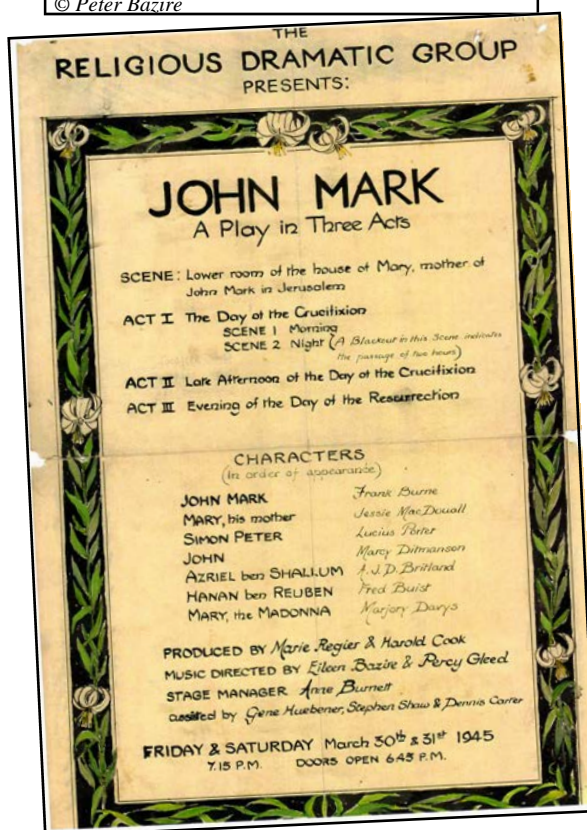 © Peter Bazire
THE
RELIGIOUS DRAMATIC GROUP
PRESENTS:
JOHN MARK
A Play in Three Acts
SCENE: Lower room of the house of Mary, mother of
John Mark in Jerusalem
ACT I The Day of the Crucifixion
SCENE 1 Morning
SCENE 2 Night (A Blackout in this Scene indicates
the passage of two hours)
ACT II Late Afternoon of the Day of the Crucifixion
ACT III Evening of the Day of the Resurrection
CHARACTERS
(In order of appearance)
JOHN MARK Frank Burne
MARY, his mother Jessie MacDouall
SIMON PETER Lucius Porter
JOHN Marcy Ditmanson
AZRIEL ben SHALLUM A.J.D. Britland
HANAN ben REUBEN Fred Buist
MARY, the MADONNA Marjory Davys
PRODUCED BY Marie Regier & Harold Cook
MUSIC DIRECTED BY Eileen Bazire & Percy Gleed
STAGE MANAGER Anne Burnett
assisted by Gene Huebener, Stephen Shaw & Dennis Carter
FRIDAY & SATURDAY March 30th & 31st 1945
7.15 P.M. DOORS OPEN 6.45 P.M.